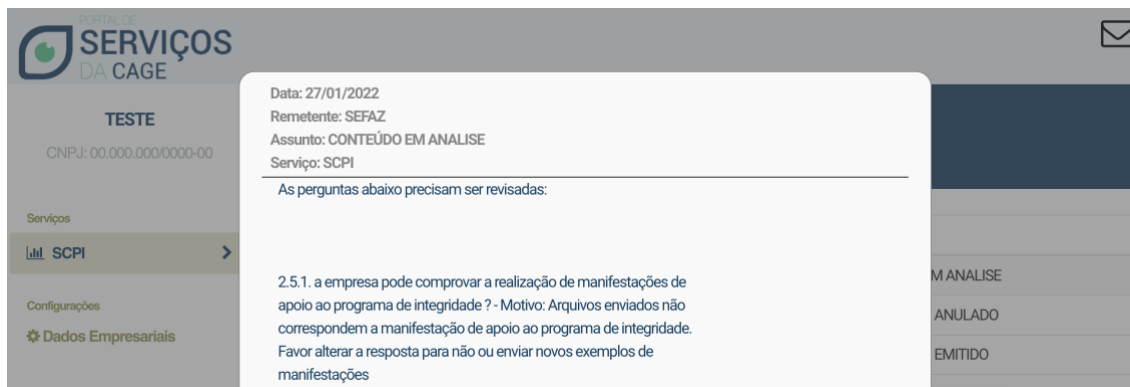 PORTAL DE
SERVIÇOS
DA CAGE
TESTE
CNPJ: 00.000.000/0000-00
Serviços
SCPI
Configurações
Dados Empresariais
Data: 27/01/2022
Remetente: SEFAZ
Assunto: CONTEÚDO EM ANALISE
Serviço: SCPI
As perguntas abaixo precisam ser revisadas:
2.5.1. a empresa pode comprovar a realização de manifestações de
apoio ao programa de integridade ? - Motivo: Arquivos enviados não
correspondem a manifestação de apoio ao programa de integridade.
Favor alterar a resposta para não ou enviar novos exemplos de
manifestações
M ANALISE
ANULADO
EMITIDO